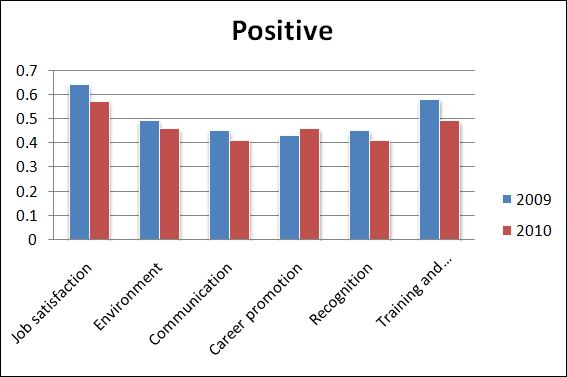 Positive
0.7
0.6
0.5
0.4
0.3
0.2
0.1
0
2009
2010
Job satisfaction
Environment
Communication
Career promotion
Recognition
Training and...